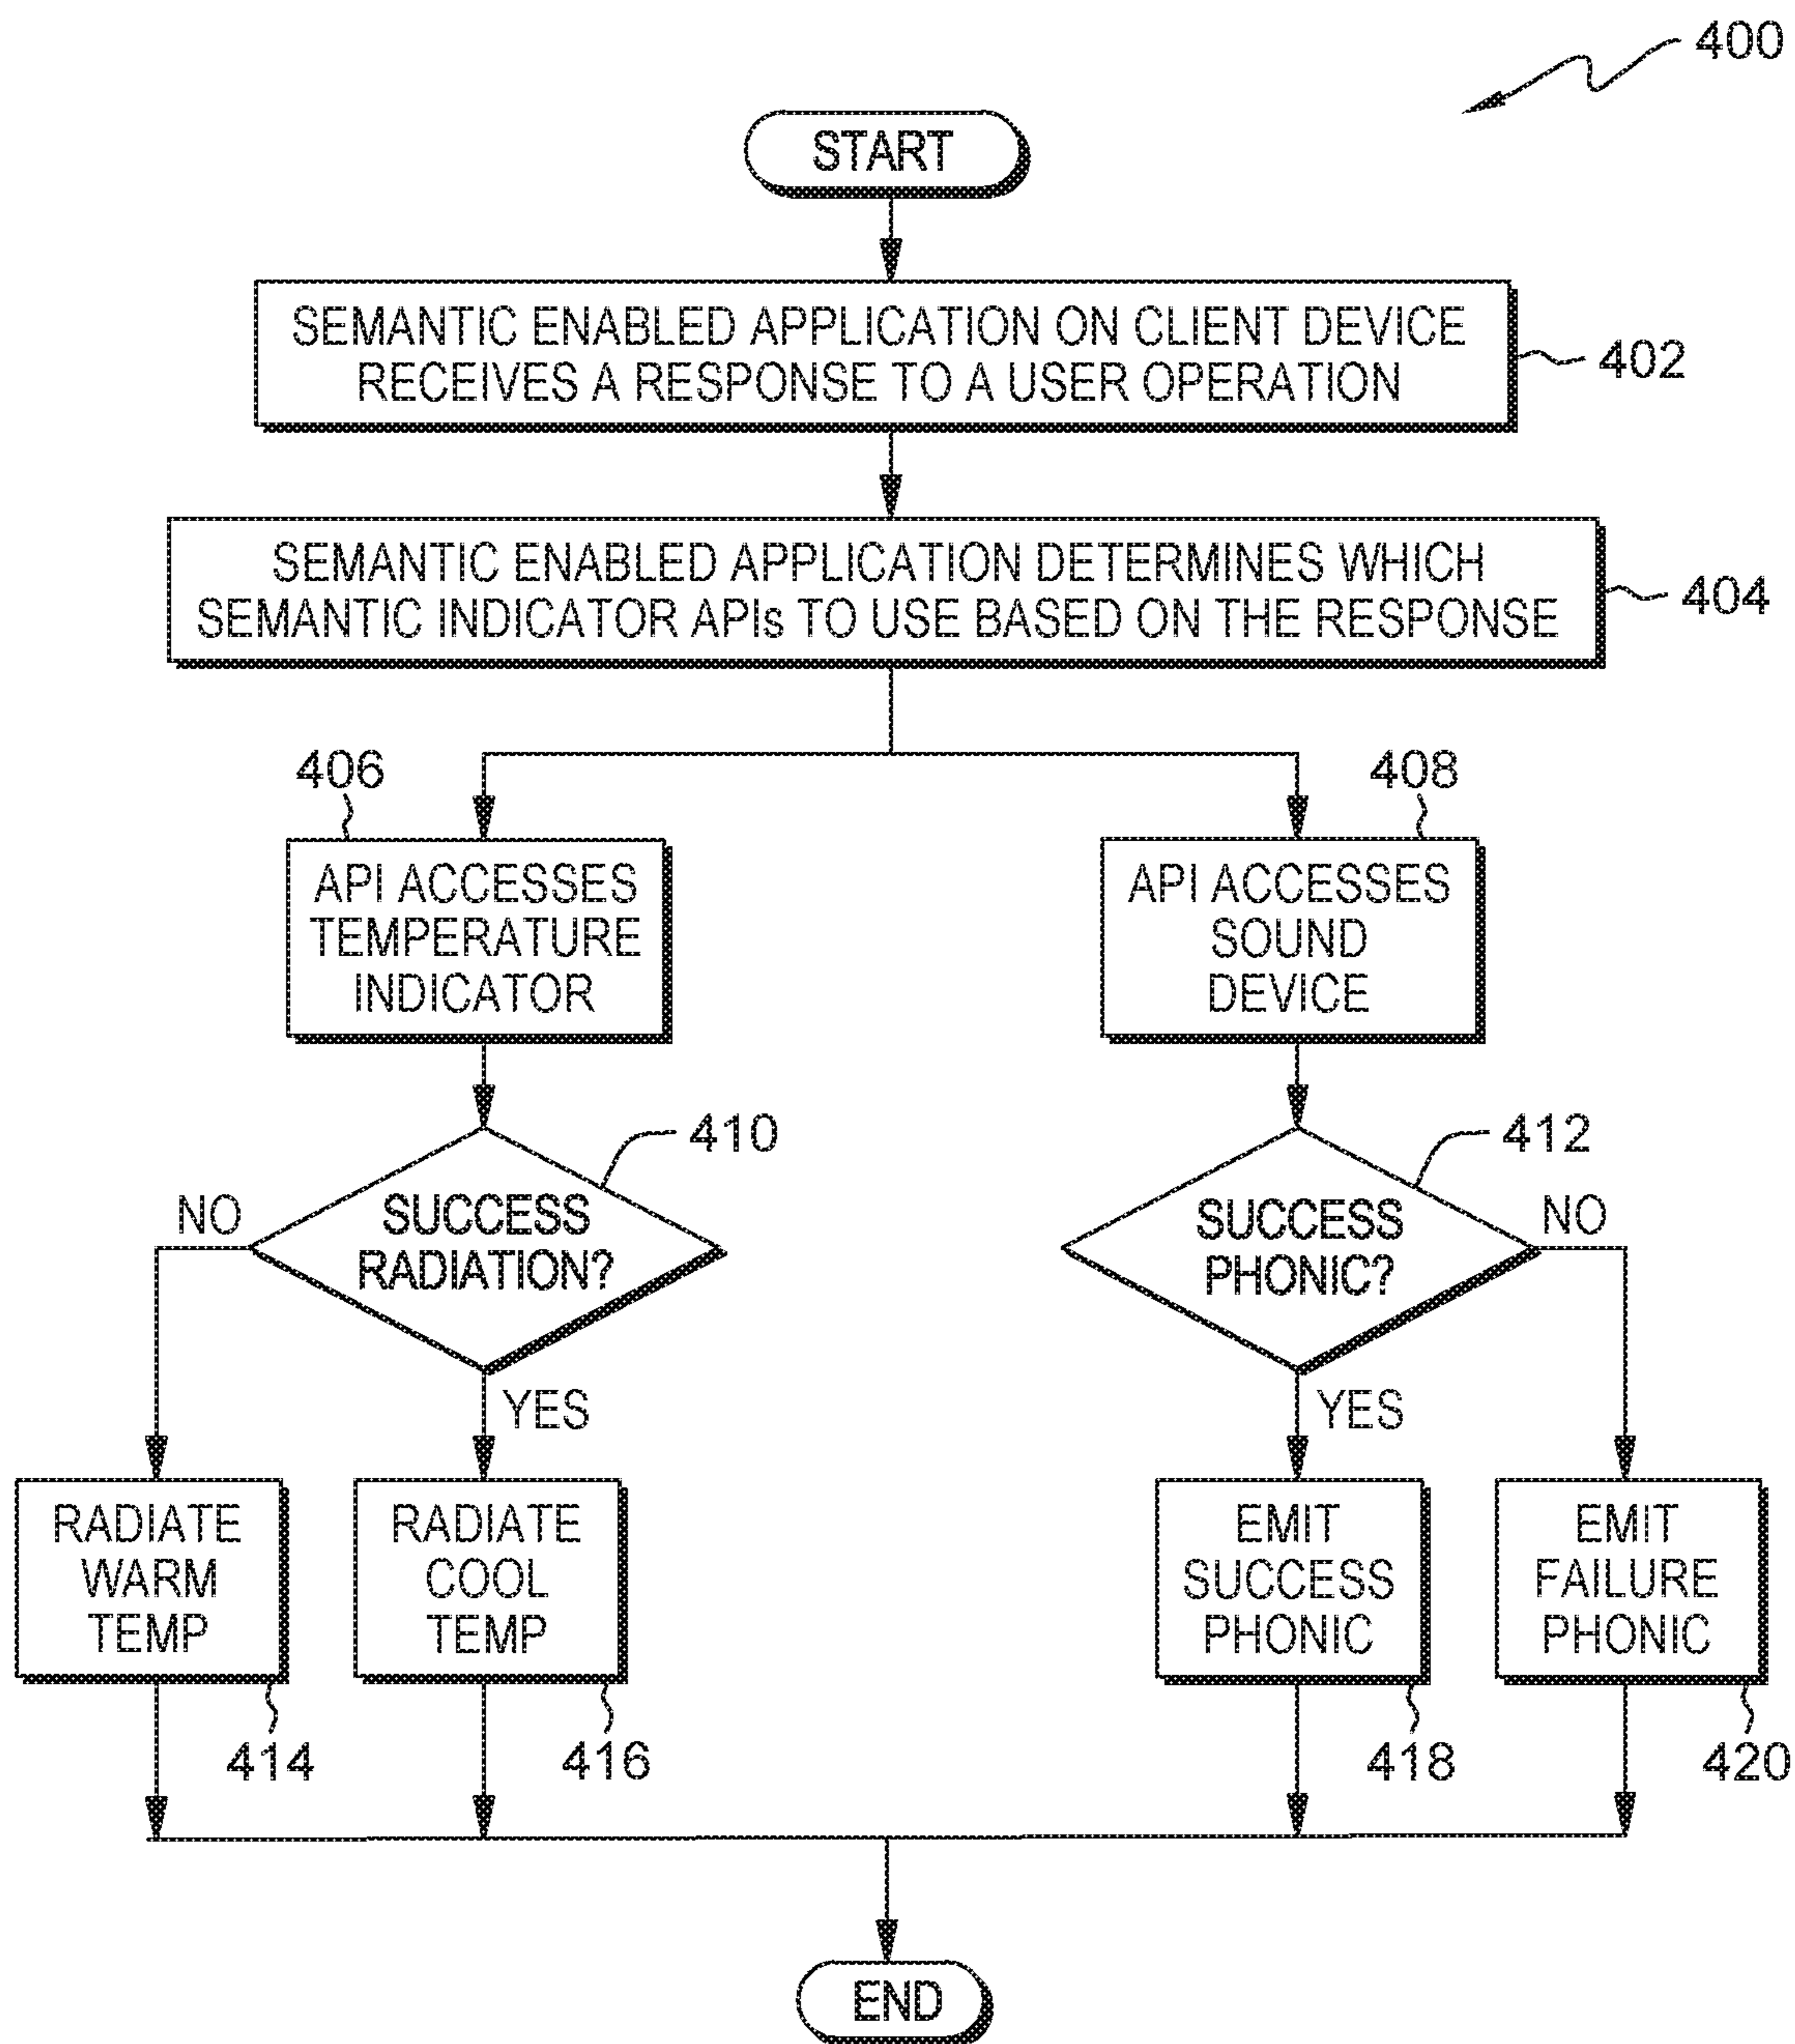 400
START
SEMANTIC ENABLED APPLICATION ON CLIENT DEVICE
RECEIVES A RESPONSE TO A USER OPERATION
402
SEMANTIC ENABLED APPLICATION DETERMINES WHICH
SEMANTIC INDICATOR APIs TO USE BASED ON THE RESPONSE
404
406
API ACCESSES
TEMPERATURE
INDICATOR
408
API ACCESSES
SOUND
DEVICE
410
NO
SUCCESS
RADIATION?
YES
412
SUCCESS
PHONIC?
NO
YES
RADIATE
WARM
TEMP
414
RADIATE
COOL
TEMP
416
EMIT
SUCCESS
PHONIC
418
EMIT
FAILURE
PHONIC
420
END